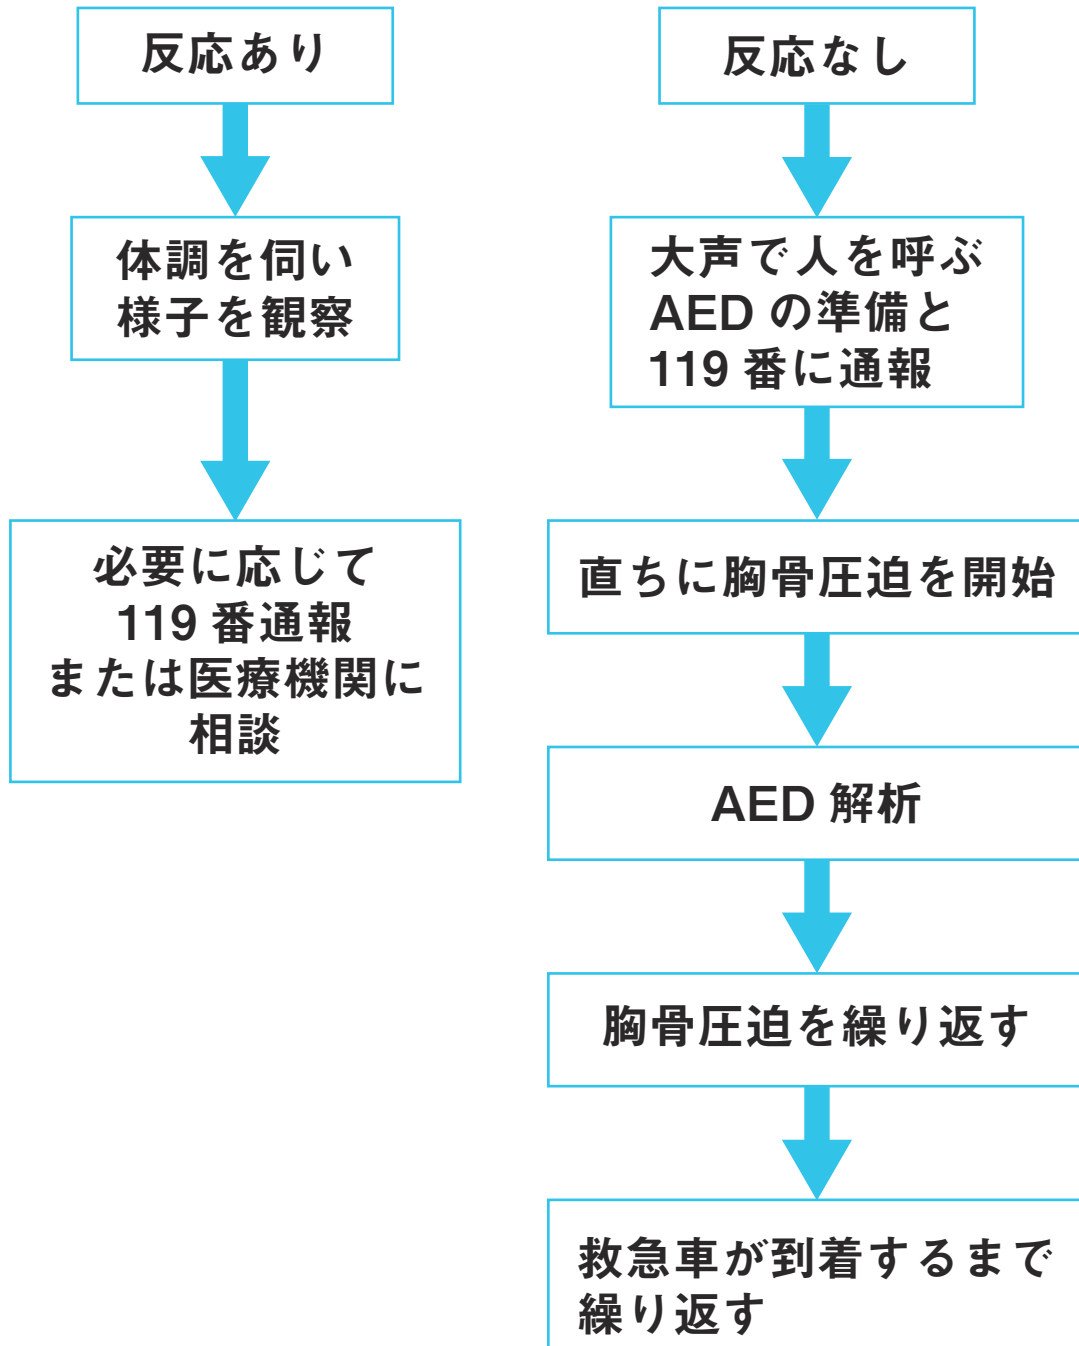 反応あり
体調を伺い
様子を観察
必要に応じて
119 番通報
または医療機関に
相談
反応なし
大声で人を呼ぶ
AED の準備と
119 番に通報
直ちに胸骨圧迫を開始
AED 解析
胸骨圧迫を繰り返す
救急車が到着するまで
繰り返す